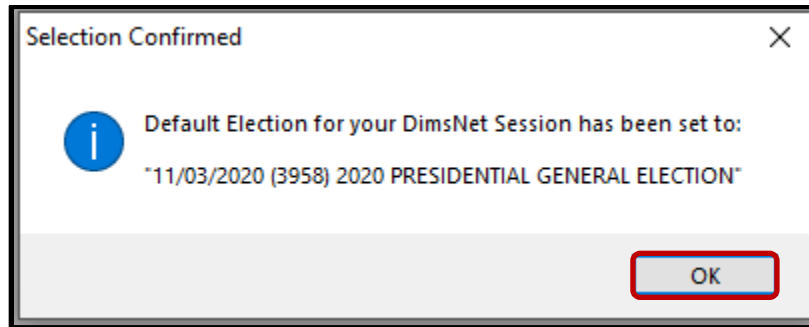 Selection Confirmed
Default Election for your DimsNet Session has been set to:
"11/03/2020 (3958) 2020 PRESIDENTIAL GENERAL ELECTION"
OK